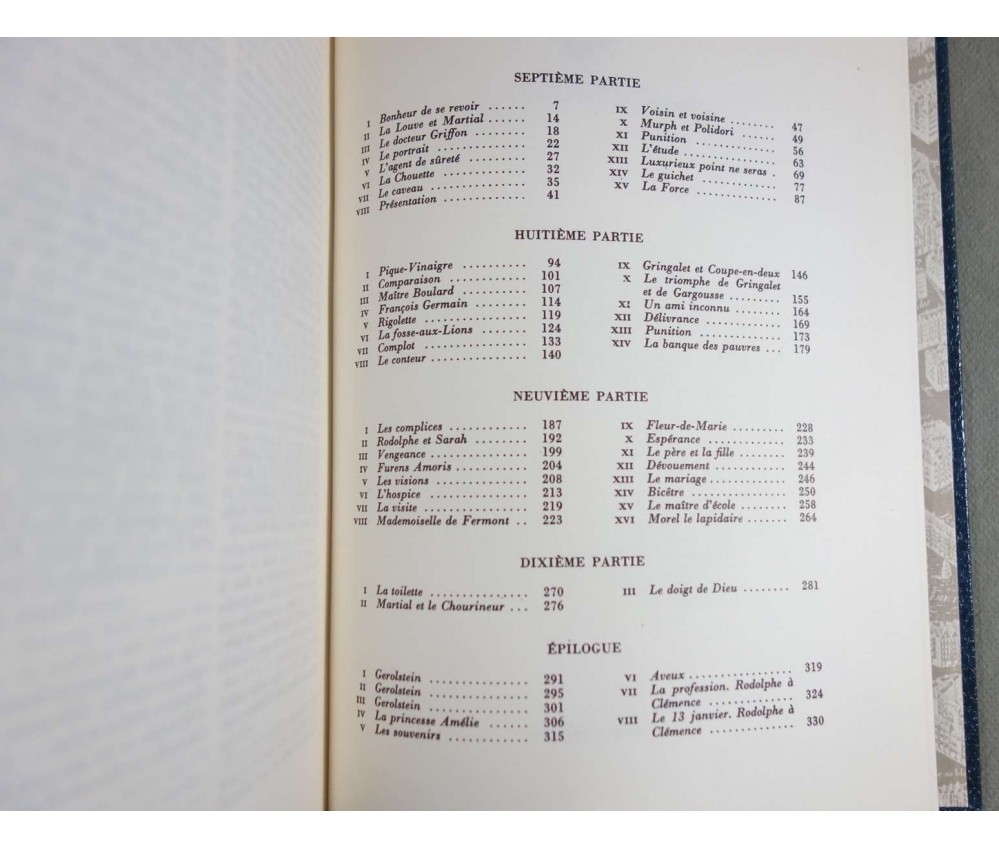 SEPTIÈME PARTIE
I Bonheur de se revoir ...... 7
II La Louve et Martial ...... 14
III Le docteur Griffon ....... 18
IV Le portrait ........... 22
V L'agent de sûreté ........ 27
VI La Chouette ........... 32
VII Le caveau ............ 35
VIII Présentation .......... 41
IX Voisin et voisine ........ 47
X Murph et Polidori ....... 49
XI Punition ............ 56
XII L'étude ............. 63
XIII Luxurieux point ne seras . 69
XIV Le guichet ........... 77
XV La Force ............ 87
HUITIÈME PARTIE
I Pique-Vinaigre .......... 94
II Comparaison .......... 101
III Maître Boulard ......... 107
IV François Germain ....... 114
V Rigolette ............ 119
VI La fosse-aux-Lions ....... 124
VII Complot ............. 133
VIII Le conteur ........... 140
IX Gringalet et Coupe-en-deux 146
X Le triomphe de Gringalet
et de Gargousse ........ 155
XI Un ami inconnu ........ 164
XII Délivrance ........... 169
XIII Punition ............ 173
XIV La banque des pauvres ... 179
NEUVIÈME PARTIE
I Les complices .......... 187
II Rodolphe et Sarah ....... 192
III Vengeance ........... 199
IV Furens Amoris .......... 204
V Les visions ........... 208
VI L'hospice ............ 213
VII La visite ............ 219
VIII Mademoiselle de Fermont .. 223
IX Fleur-de-Marie ......... 228
X Espérance ........... 233
XI Le père et la fille ....... 239
XII Dévouement .......... 244
XIII Le mariage ........... 246
XIV Bicêtre ............. 250
XV Le maître d'école ........ 258
XVI Morel le lapidaire ....... 264
DIXIÈME PARTIE
I La toilette ............ 270
II Martial et le Chourineur ... 276
III Le doigt de Dieu ........ 281
ÉPILOGUE
I Gerolstein ........... 291
II Gerolstein ........... 295
III Gerolstein ........... 301
IV La princesse Amélie ...... 306
V Les souvenirs .......... 315
VI Aveux .............. 319
VII La profession. Rodolphe à
Clémence ............ 324
VIII Le 13 janvier. Rodolphe à
Clémence ............ 330